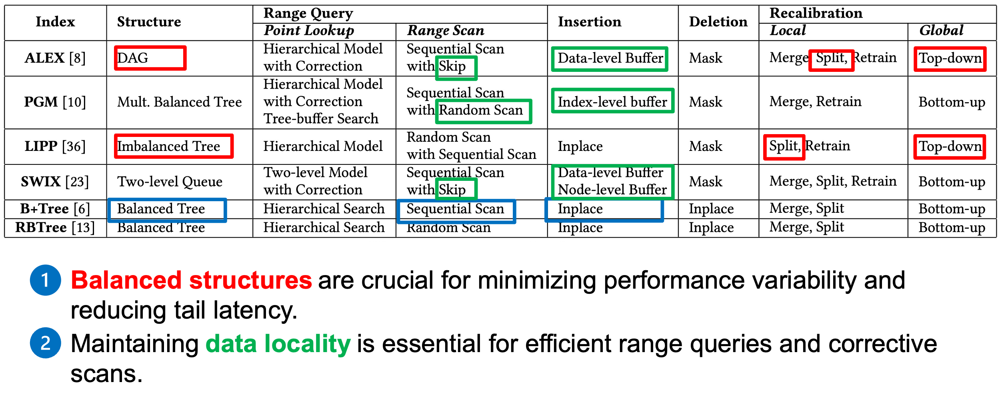 Index Structure Range Query Insertion Deletion Recalibration
Point Lookup Range Scan Local Global
ALEX [8] DAG Hierarchical Model with Correction Sequential Scan with Skip Data-level Buffer Mask Merge, Split, Retrain Top-down
PGM [10] Mult. Balanced Tree Hierarchical Model with Correction Tree-buffer Search Sequential Scan with Random Scan Index-level buffer Mask Merge, Retrain Bottom-up
LIPP [36] Imbalanced Tree Hierarchical Model Random Scan with Sequential Scan Inplace Mask Split, Retrain Top-down
SWIX [23] Two-level Queue Two-level Model with Correction Sequential Scan with Skip Data-level Buffer Node-level Buffer Mask Merge, Split, Retrain Bottom-up
B+Tree [6] Balanced Tree Hierarchical Search Sequential Scan Inplace Inplace Merge, Split Bottom-up
RBTree [13] Balanced Tree Hierarchical Search Random Scan Inplace Inplace Merge, Split Bottom-up
1 Balanced structures are crucial for minimizing performance variability and
reducing tail latency.
2 Maintaining data locality is essential for efficient range queries and corrective
scans.